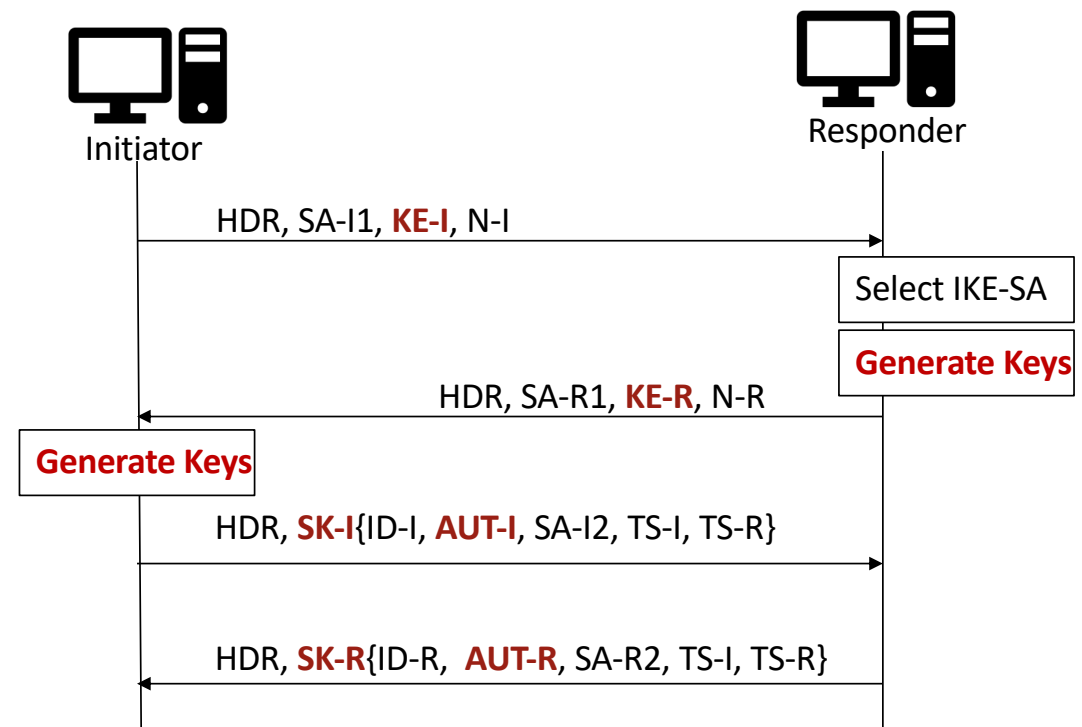 Initiator
Responder
HDR, SA-I1, KE-I, N-I
Select IKE-SA
Generate Keys
HDR, SA-R1, KE-R, N-R
Generate Keys
HDR, SK-I{ID-I, AUT-I, SA-I2, TS-I, TS-R}
HDR, SK-R{ID-R, AUT-R, SA-R2, TS-I, TS-R}